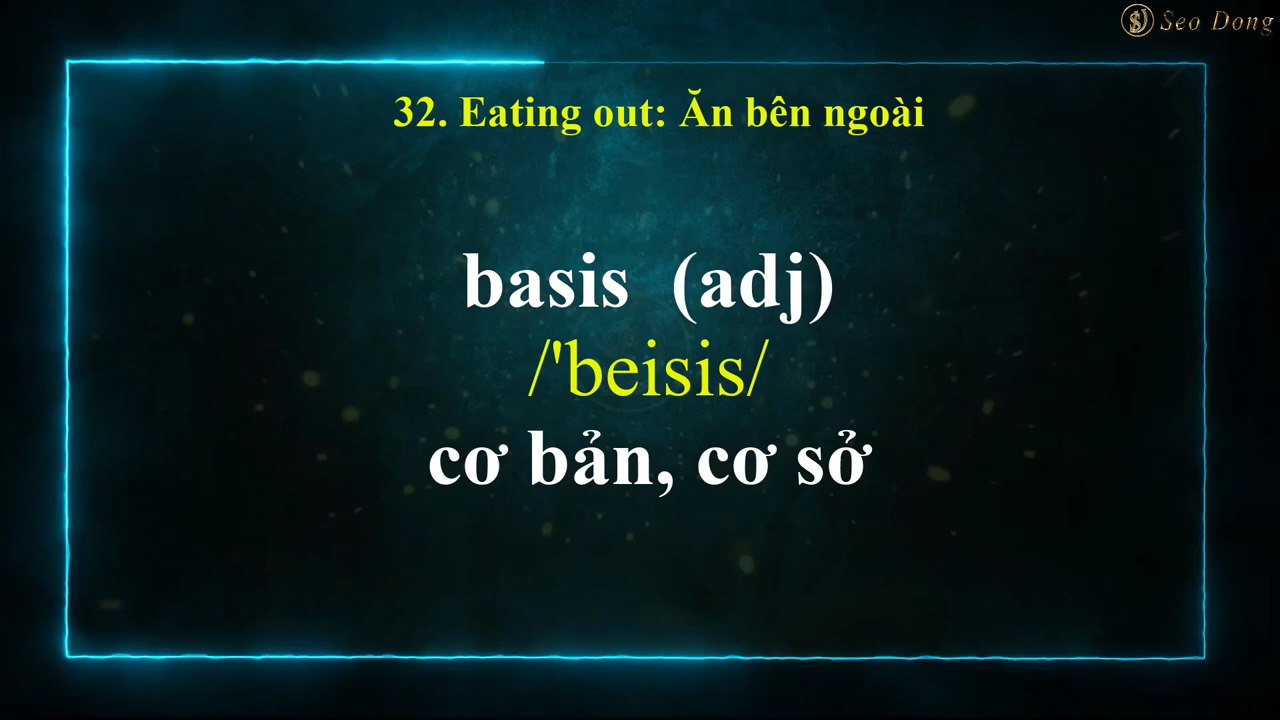 Seo Dong
32. Eating out: Ăn bên ngoài
basis (adj)
/'beisis/
cơ bản, cơ sở